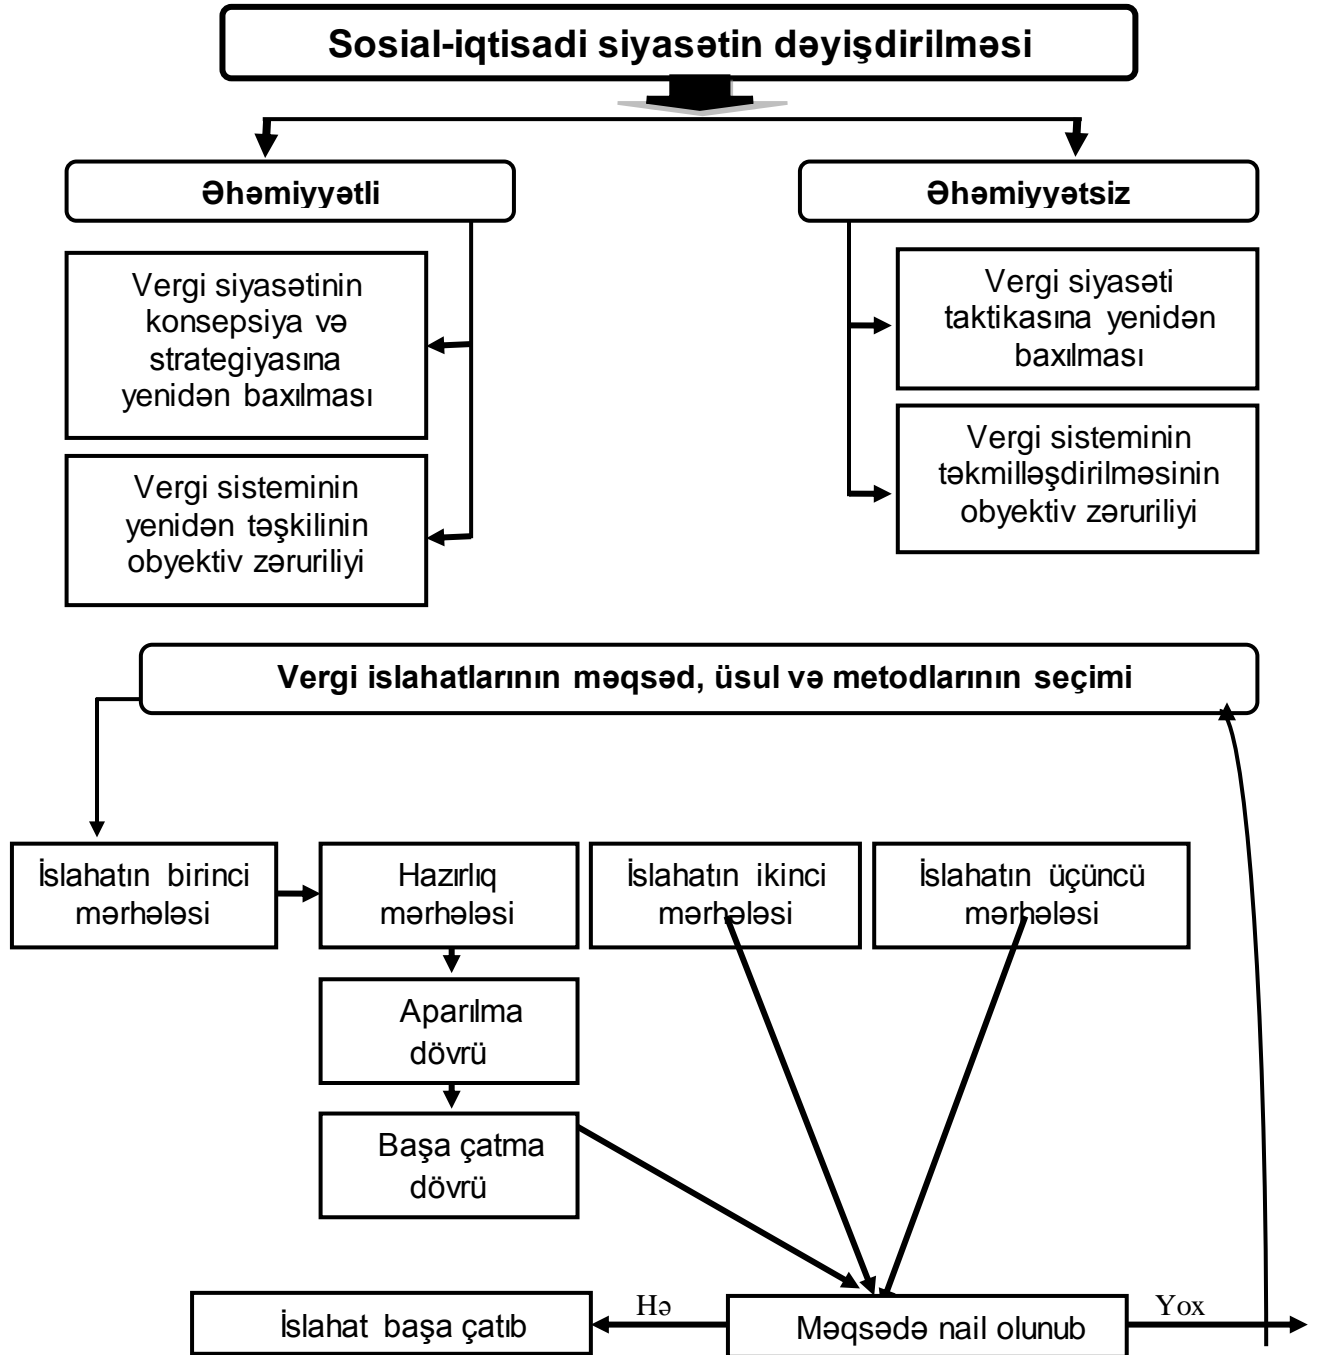 Sosial-iqtisadi siyasətin dəyişdirilməsi
Əhəmiyyətli
Əhəmiyyətsiz
Vergi siyasətinin
konsepsiya və
strategiyasına
yenidən baxılması
Vergi siyasəti
taktikasına yenidən
baxılması
Vergi sisteminin
yenidən təşkilinin
obyektiv zəruriliyi
Vergi sisteminin
təkmilləşdirilməsinin
obyektiv zəruriliyi
Vergi islahatlarının məqsəd, üsul və metodlarının seçimi
İslahatın birinci
mərhələsi
Hazırlıq
mərhələsi
İslahatın ikinci
mərhələsi
İslahatın üçüncü
mərhələsi
Aparılma
dövrü
Başa çatma
dövrü
İslahat başa çatıb
Hə
Məqsədə nail olunub
Yox